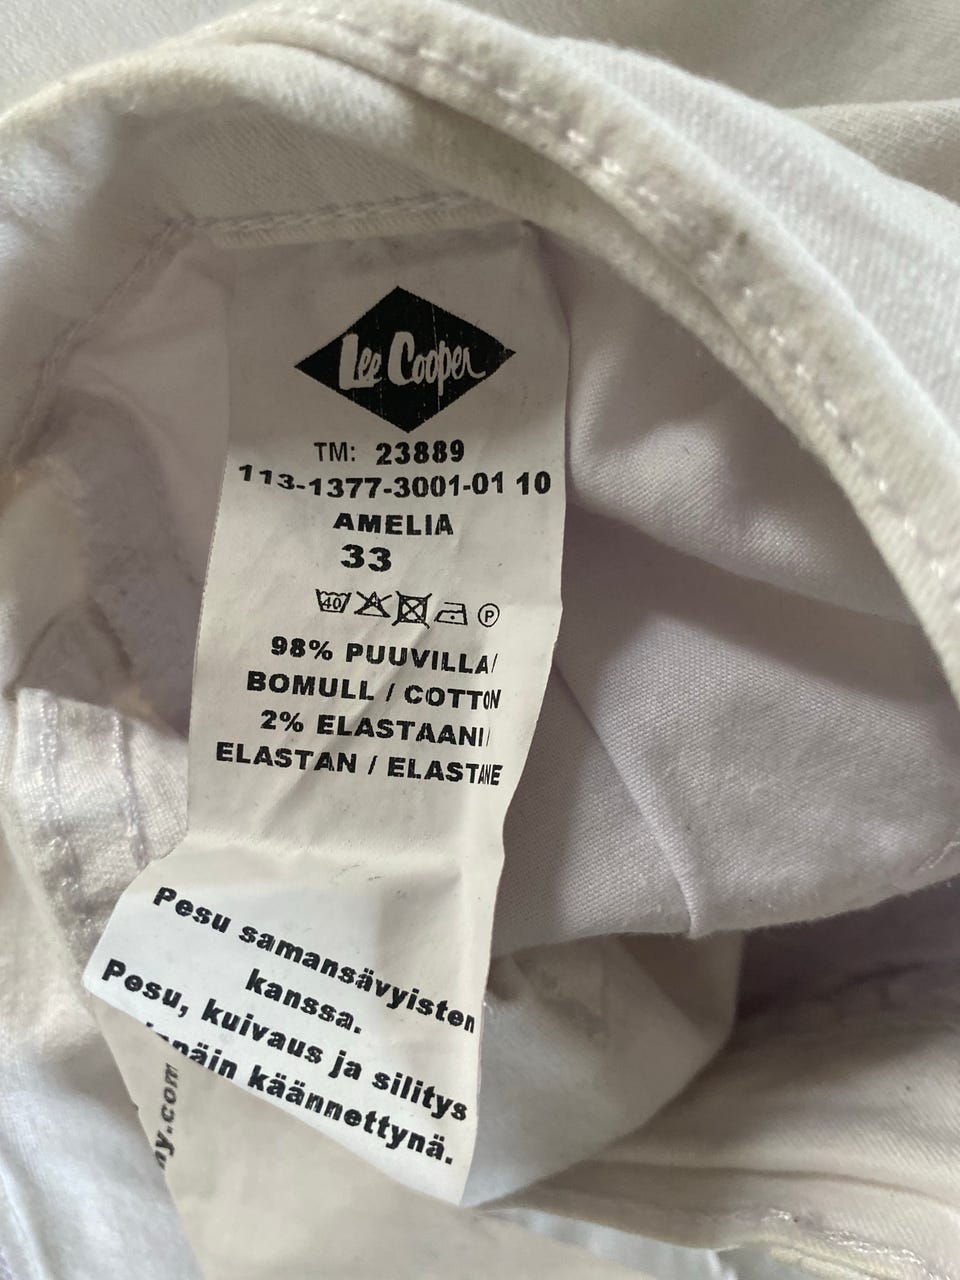 Lee Cooper
TM: 23889
113-1377-3001-01 10
AMELIA
33
40 P
98% PUUVILLA/
BOMULL / COTTON
2% ELASTAANI/
ELASTAN / ELASTANE
Pesu samansävyisten
kanssa.
Pesu, kuivaus ja silitys
käännettynä.